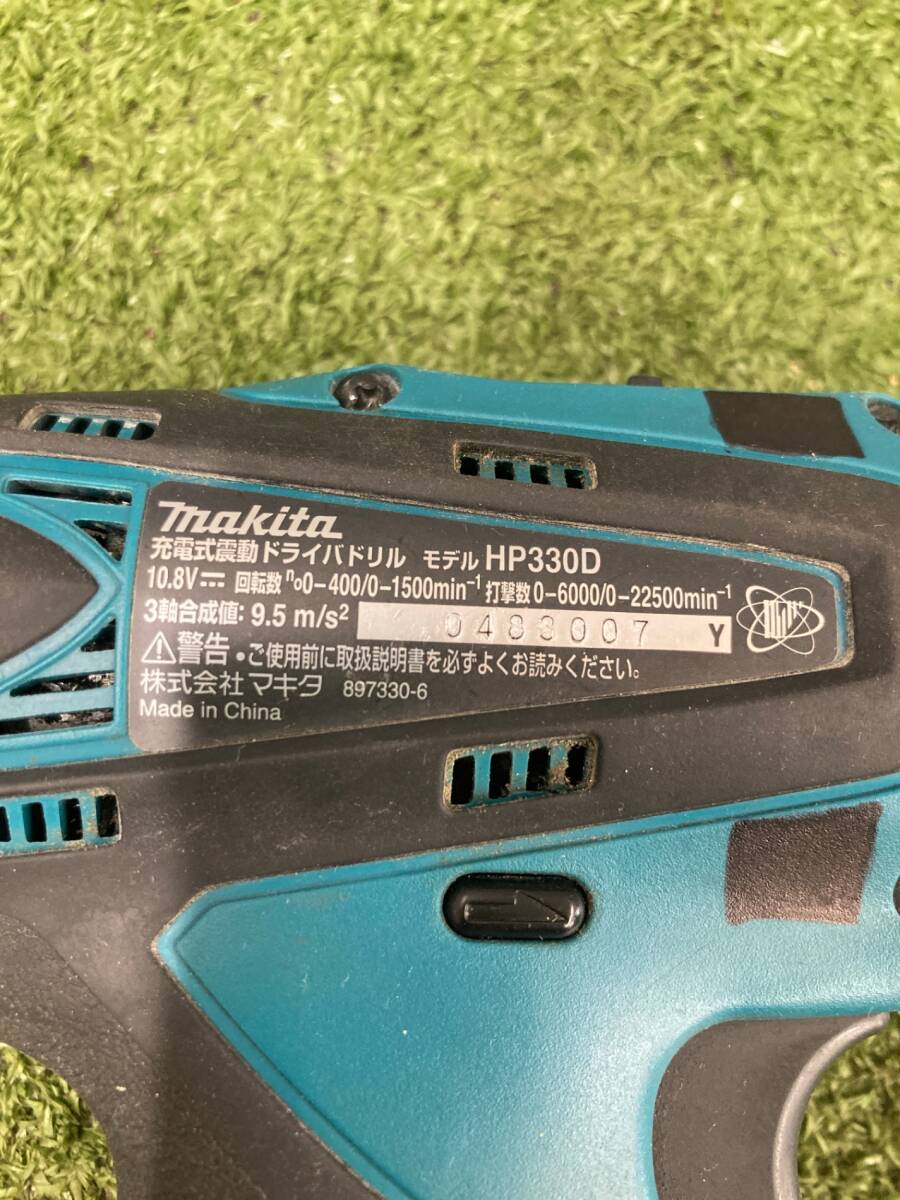 makita
充電式震動ドライバドリル モデル HP330D
10.8V⎓ 回転数 n₀0-400/0-1500min⁻¹ 打撃数 0-6000/0-22500min⁻¹
3軸合成値: 9.5 m/s² 0483007 Y
⚠警告 •ご使用前に取扱説明書を必ずよくお読みください。
株式会社 マキタ 897330-6
Made in China